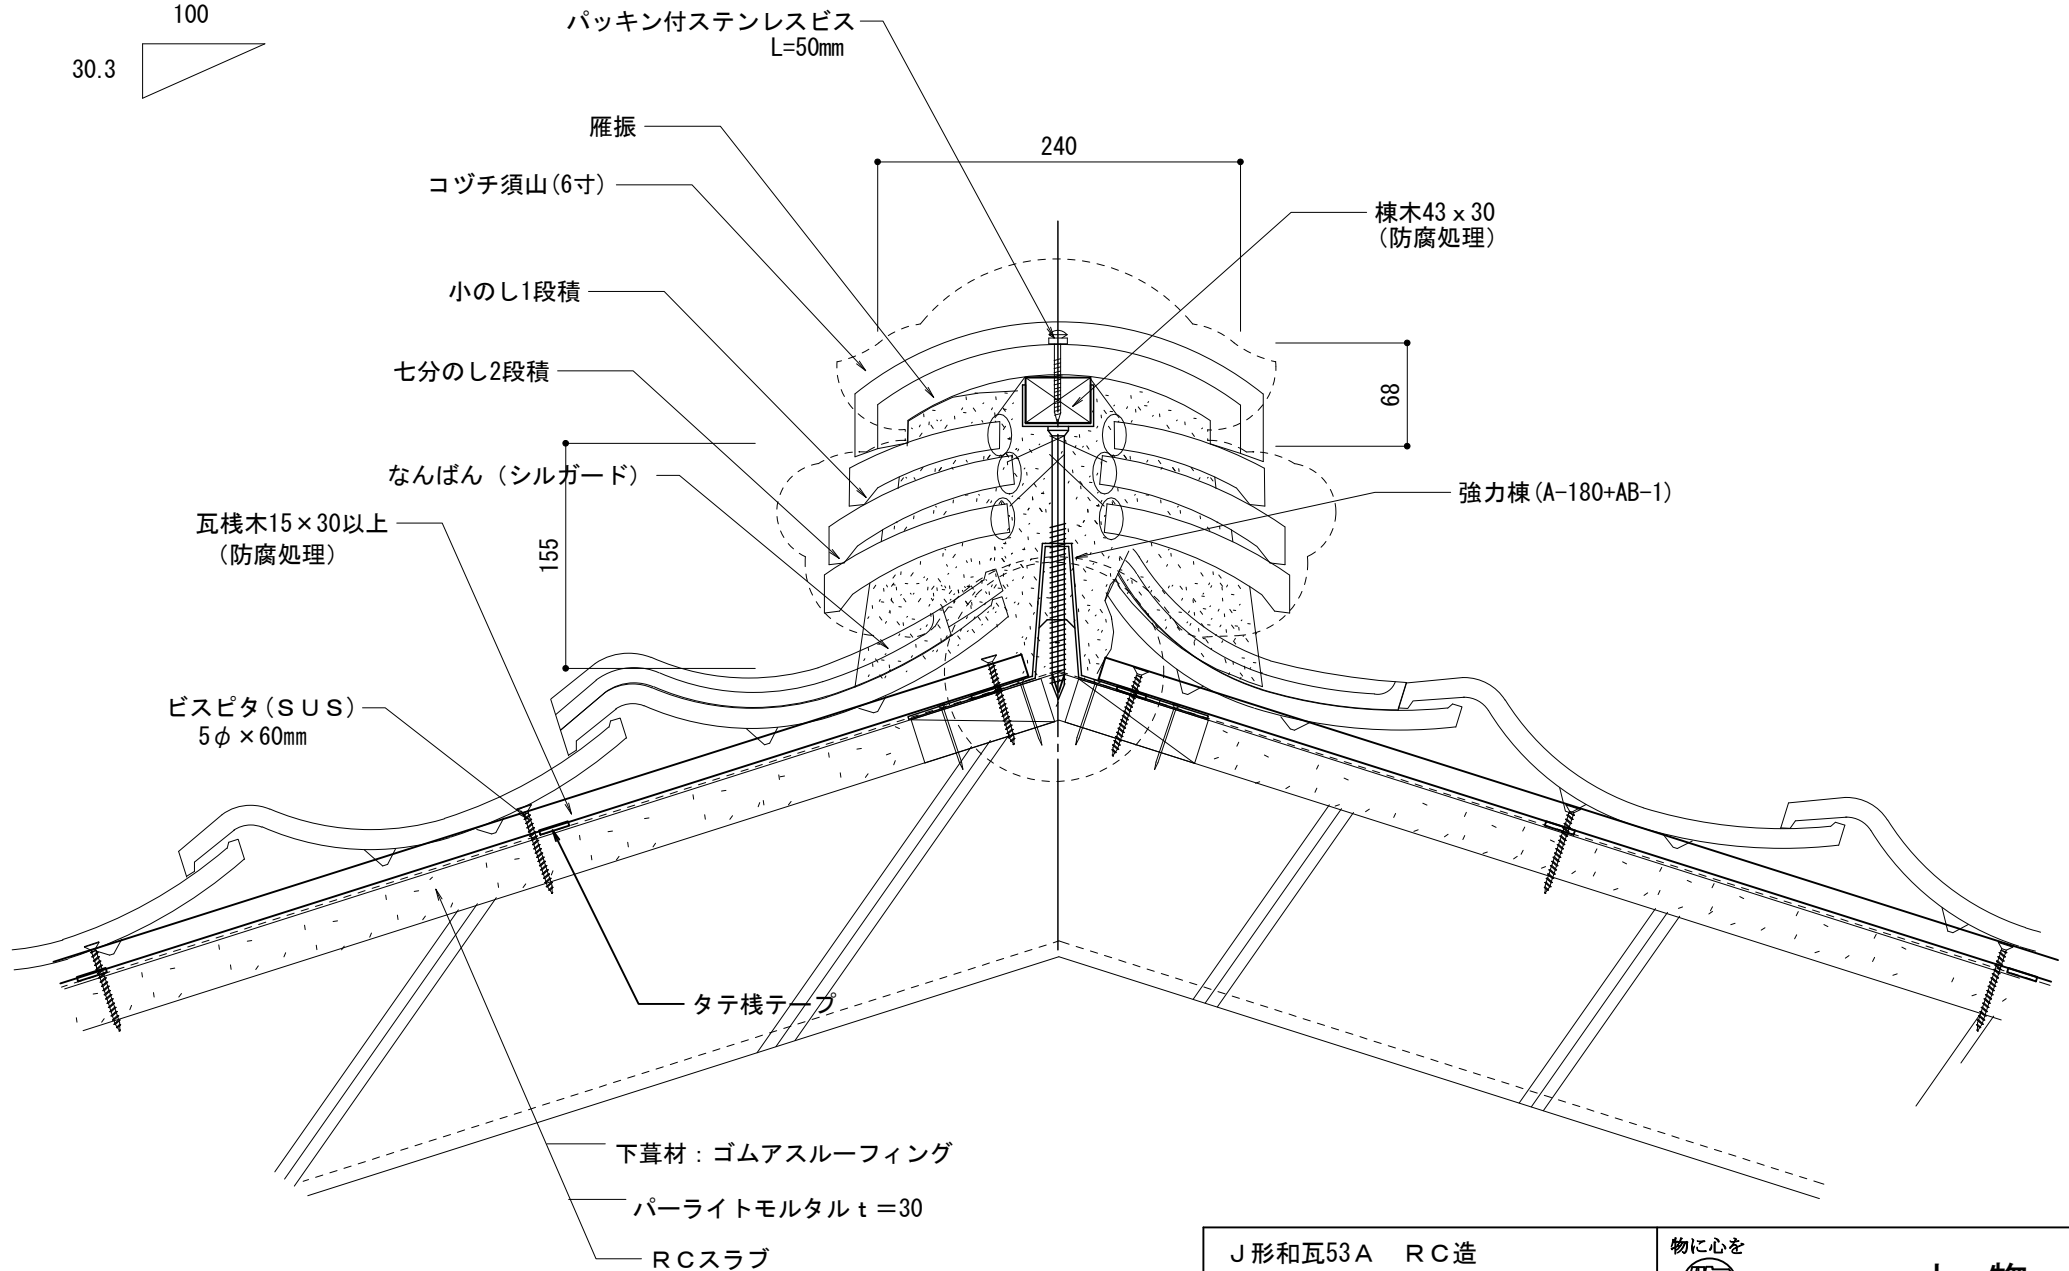 100
30.3
パッキン付ステンレスビス
L=50mm
雁振
240
コヅチ須山(6寸)
棟木43×30
(防腐処理)
小のし1段積
七分のし2段積
68
なんばん（シルガード）
強力棟(A-180+AB-1)
瓦桟木15×30以上
(防腐処理)
155
ビスピタ(ＳＵＳ)
5φ×60mm
タテ桟テープ
下葺材：ゴムアスルーフィング
パーライトモルタルｔ＝30
ＲＣスラブ
Ｊ形和瓦53Ａ　ＲＣ造
物に心を